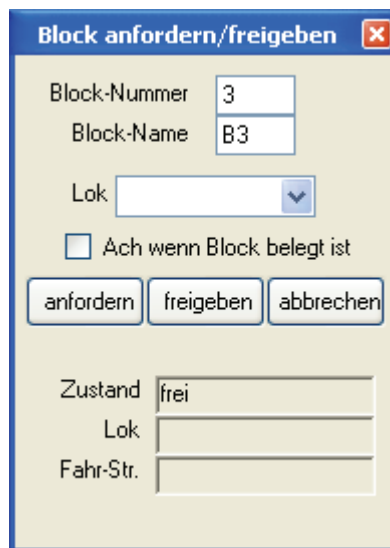 Block anfordern/freigeben
Block-Nummer 3
Block-Name B3
Lok
Ach wenn Block belegt ist
anfordern freigeben abbrechen
Zustand frei
Lok
Fahr-Str.